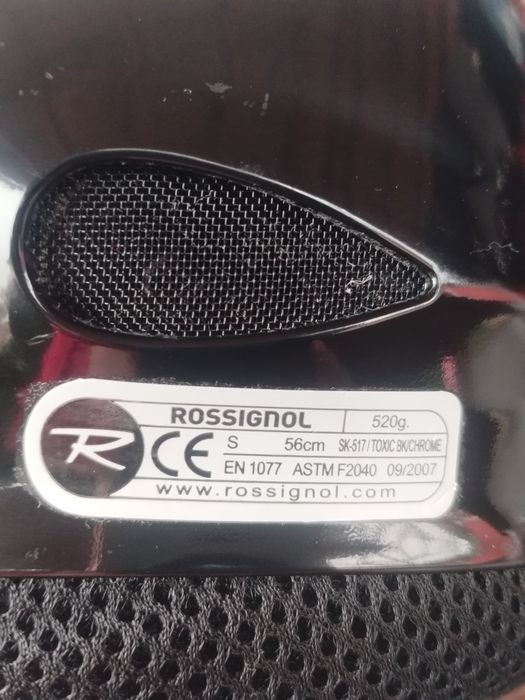 ROSSIGNOL 520g.
R CE S 56cm SK-517/TOXIC BK/CHROME
EN 1077 ASTM F2040 09/2007
www.rossignol.com